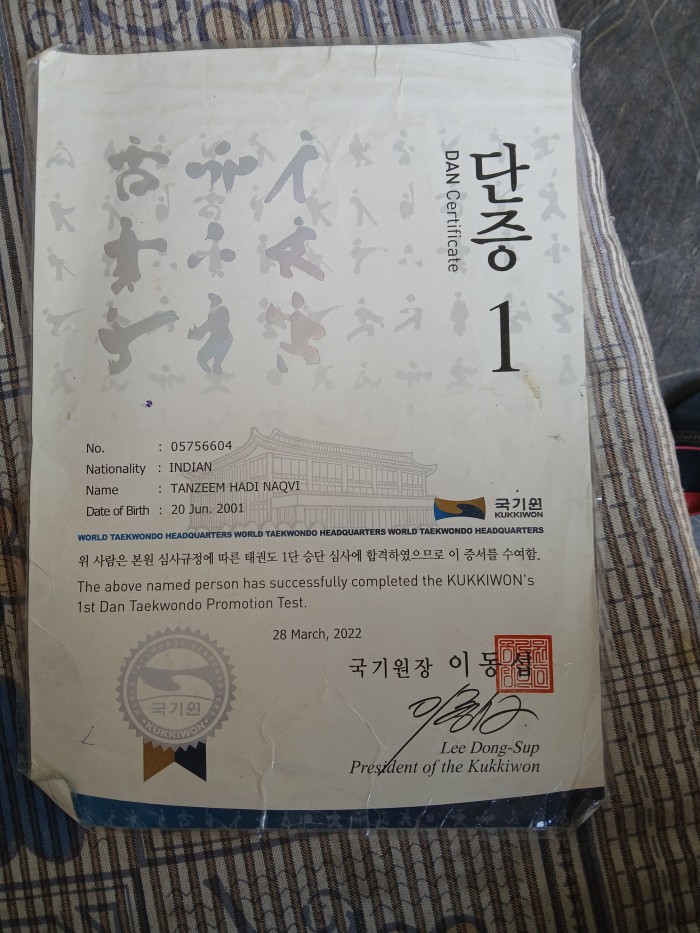 단증
DAN Certificate
1
No. : 05756604
Nationality : INDIAN
Name : TANZEEM HADI NAQVI
Date of Birth : 20 Jun. 2001
국기원
KUKKIWON
WORLD TAEKWONDO HEADQUARTERS WORLD TAEKWONDO HEADQUARTERS WORLD TAEKWONDO HEADQUARTERS
위 사람은 본원 심사규정에 따른 태권도 1단 승단 심사에 합격하였으므로 이 증서를 수여함.
The above named person has successfully completed the KUKKIWON's
1st Dan Taekwondo Promotion Test.
28 March, 2022
국기원장 이동섭
Lee Dong-Sup
President of the Kukkiwon
WORLD TAEKWONDO HEADQUARTERS
국기원
KUKKIWON